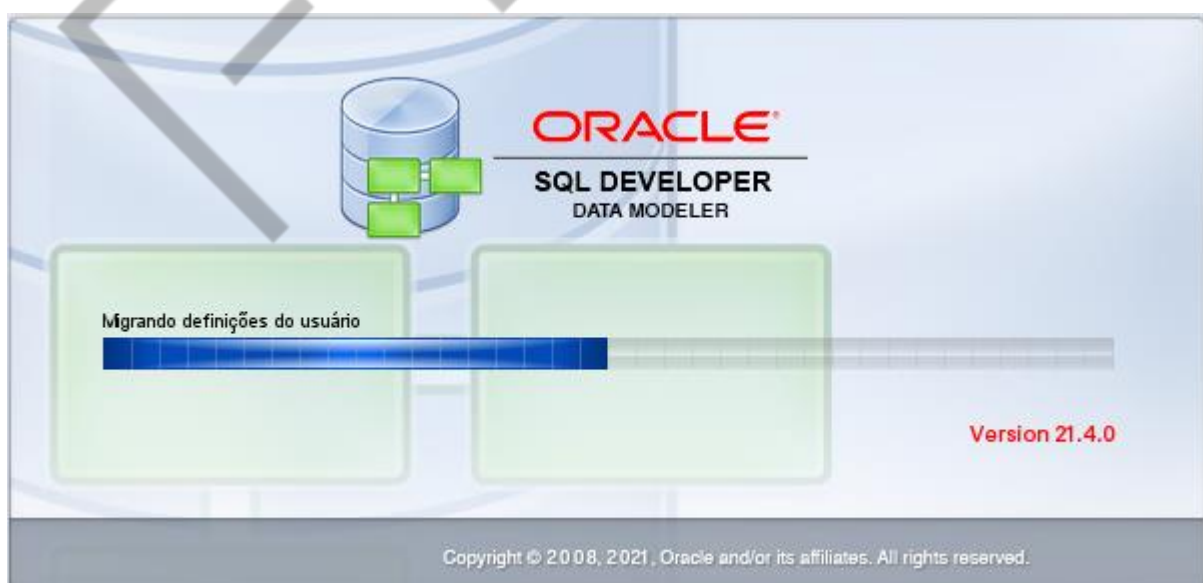 ORACLE
SQL DEVELOPER
DATA MODELER
Migrando definições do usuário
Version 21.4.0
Copyright © 2008, 2021, Oracle and/or its affiliates. All rights reserved.